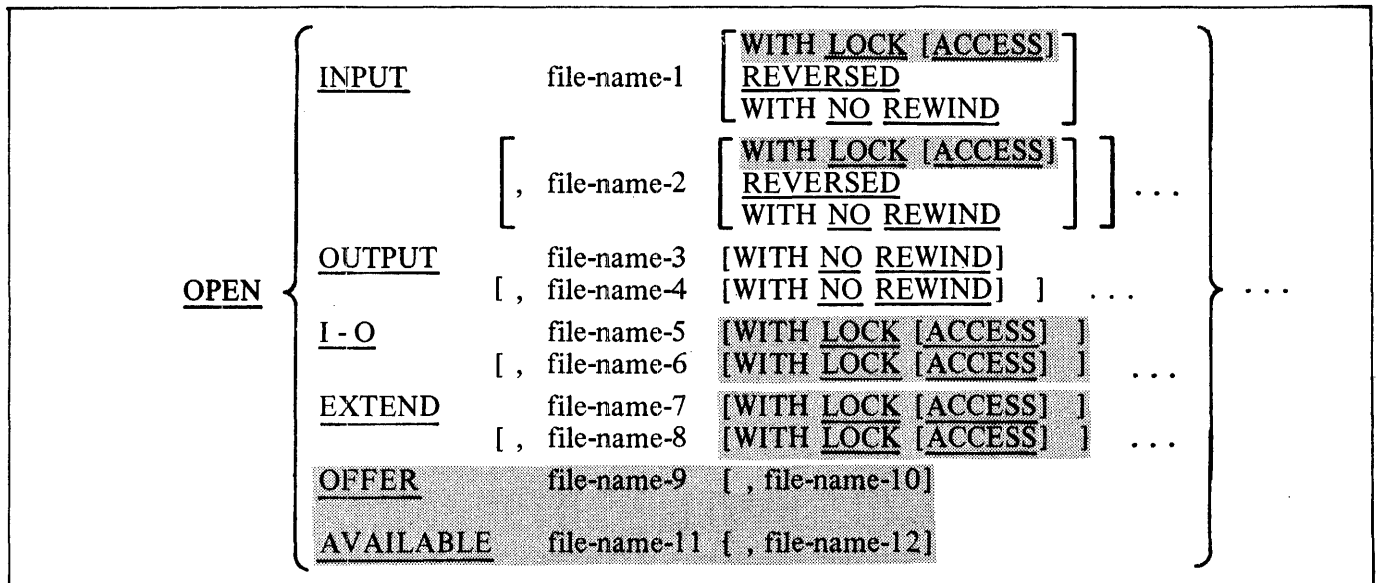 WITH LOCK [ACCESS]
INPUT file-name-1 REVERSED
WITH NO REWIND
WITH LOCK [ACCESS]
[ , file-name-2 REVERSED ] . . .
WITH NO REWIND
OUTPUT file-name-3 [WITH NO REWIND]
OPEN [ , file-name-4 [WITH NO REWIND] ] . . . . . .
I - O file-name-5 [WITH LOCK [ACCESS] ]
[ , file-name-6 [WITH LOCK [ACCESS] ] . . .
EXTEND file-name-7 [WITH LOCK [ACCESS] ]
[ , file-name-8 [WITH LOCK [ACCESS] ] . . .
OFFER file-name-9 [ , file-name-10]
AVAILABLE file-name-11 [ , file-name-12]